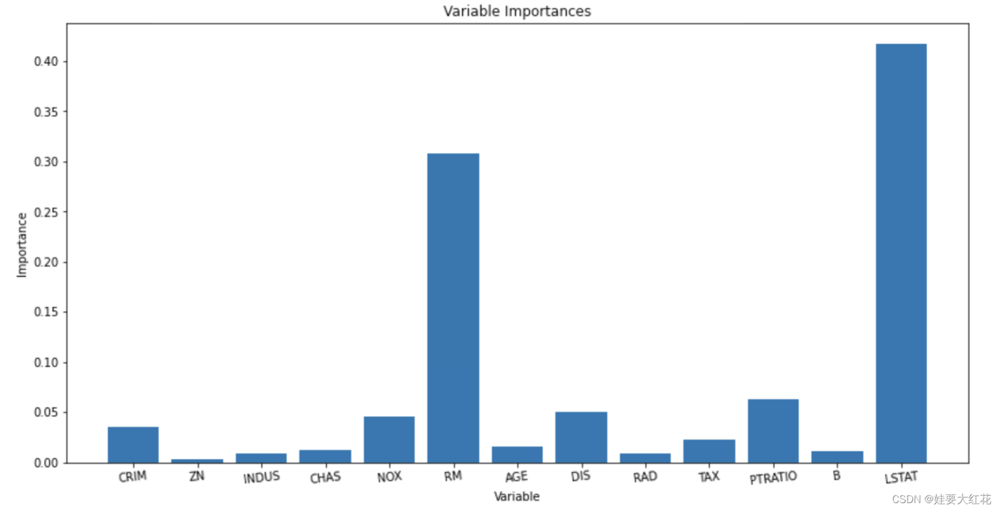 Variable Importances
0.40
0.35
0.30
0.25
0.20
0.15
0.10
0.05
0.00
Importance
CRIM ZN INDUS CHAS NOX RM AGE DIS RAD TAX PTRATIO B LSTAT
Variable
CSDN @娃要大红花